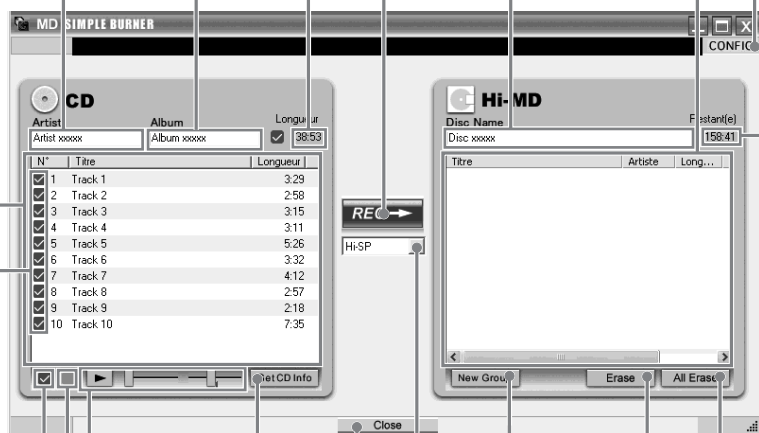 MD SIMPLE BURNER
CONFIG
CD
Artist Album Longueur
Artist xxxxx Album xxxxx 38:53
N° Titre Longueur
1 Track 1 3:29
2 Track 2 2:58
3 Track 3 3:15
4 Track 4 3:11
5 Track 5 5:26
6 Track 6 3:32
7 Track 7 4:12
8 Track 8 2:57
9 Track 9 2:18
10 Track 10 7:35
Get CD Info
REC
Hi-SP
Hi-MD
Disc Name Restant(e)
Disc xxxxx 158:41
Titre Artiste Long...
New Group Erase All Erase
Close